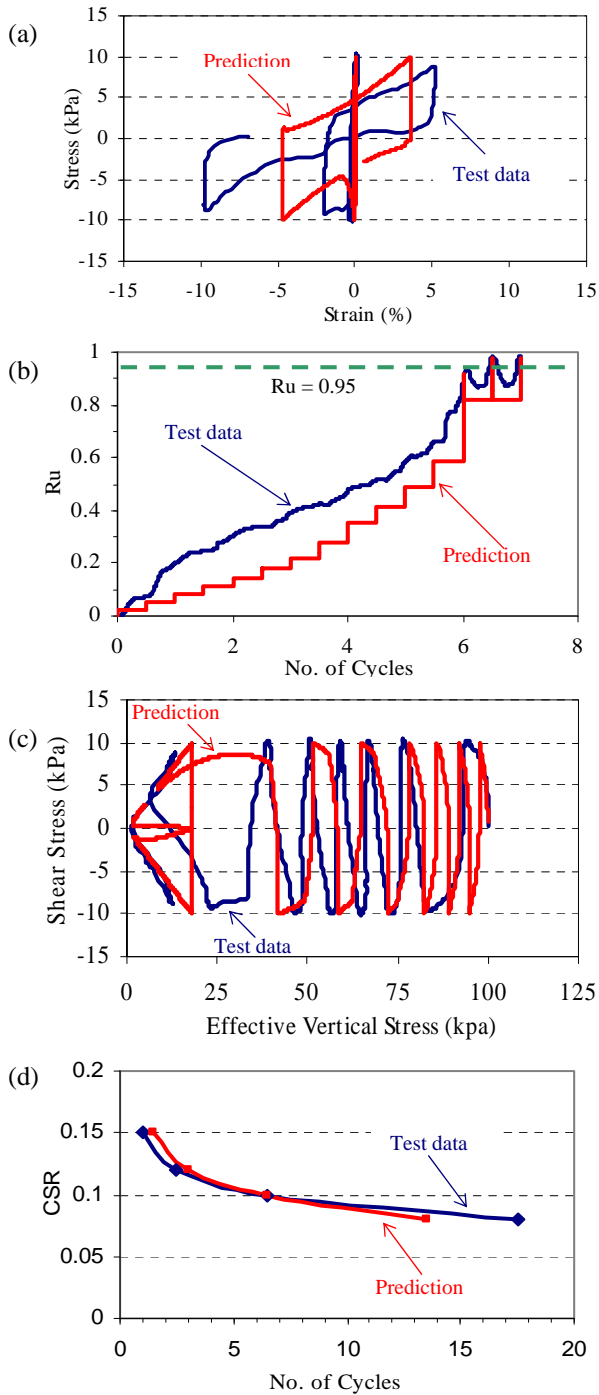 (a)
15
10
5
0
-5
-10
-15
Stress (kPa)
Prediction
Test data
-15 -10 -5 0 5 10 15
Strain (%)
(b)
1
0.8
0.6
0.4
0.2
0
Ru
Ru = 0.95
Test data
Prediction
0 2 4 6 8
No. of Cycles
(c)
15
10
5
0
-5
-10
-15
Shear Stress (kPa)
Prediction
Test data
0 25 50 75 100 125
Effective Vertical Stress (kpa)
(d)
0.2
0.15
0.1
0.05
0
CSR
Test data
Prediction
0 5 10 15 20
No. of Cycles